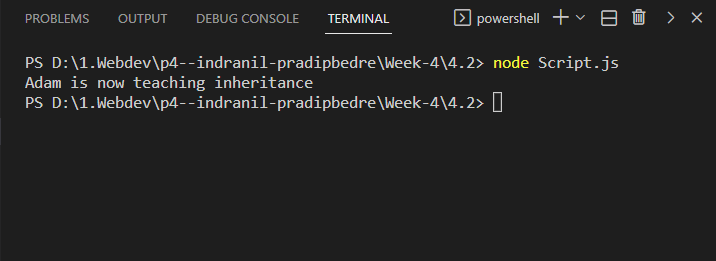 PROBLEMS OUTPUT DEBUG CONSOLE TERMINAL powershell
PS D:\1.Webdev\p4--indranil-pradipbedre\Week-4\4.2> node Script.js
Adam is now teaching inheritance
PS D:\1.Webdev\p4--indranil-pradipbedre\Week-4\4.2>